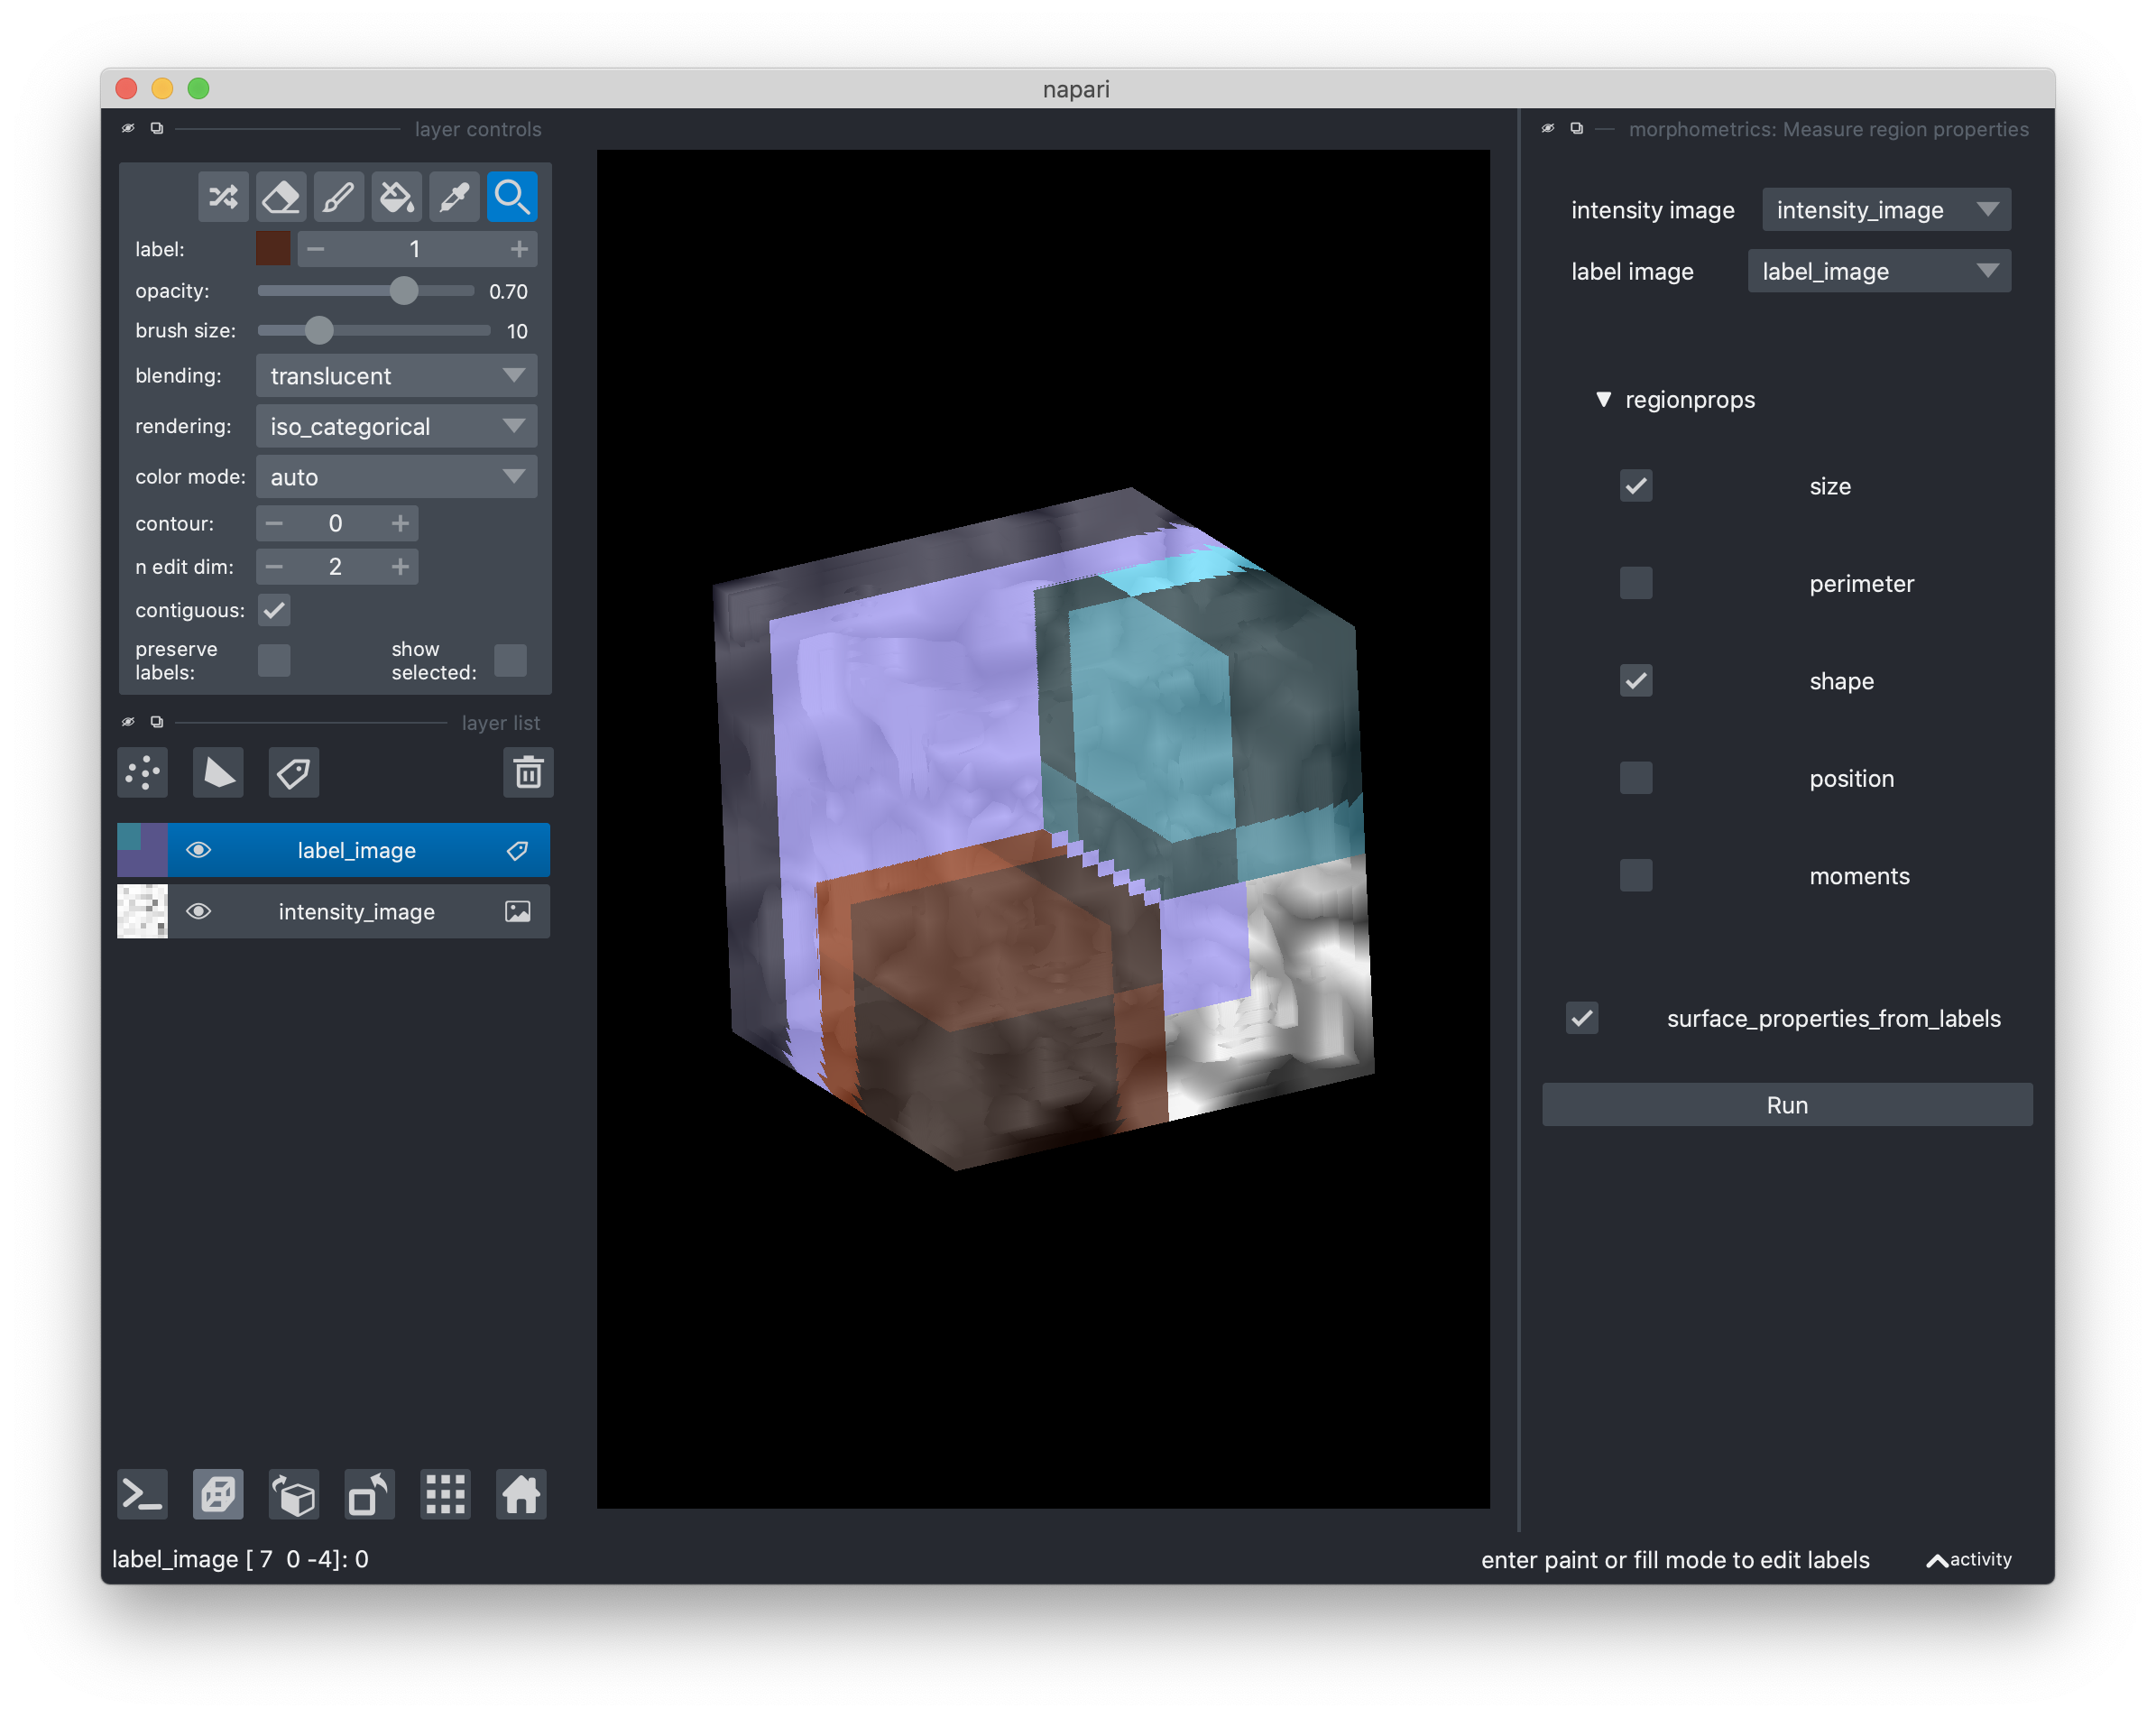 napari
layer controls
label:
1
opacity:
0.70
brush size:
10
blending:
translucent
rendering:
iso_categorical
color mode:
auto
contour:
0
n edit dim:
2
contiguous:
preserve
labels:
show
selected:
layer list
label_image
intensity_image
morphometrics: Measure region properties
intensity image
intensity_image
label image
label_image
regionprops
size
perimeter
shape
position
moments
surface_properties_from_labels
Run
label_image [ 7 0 -4]: 0
enter paint or fill mode to edit labels
activity